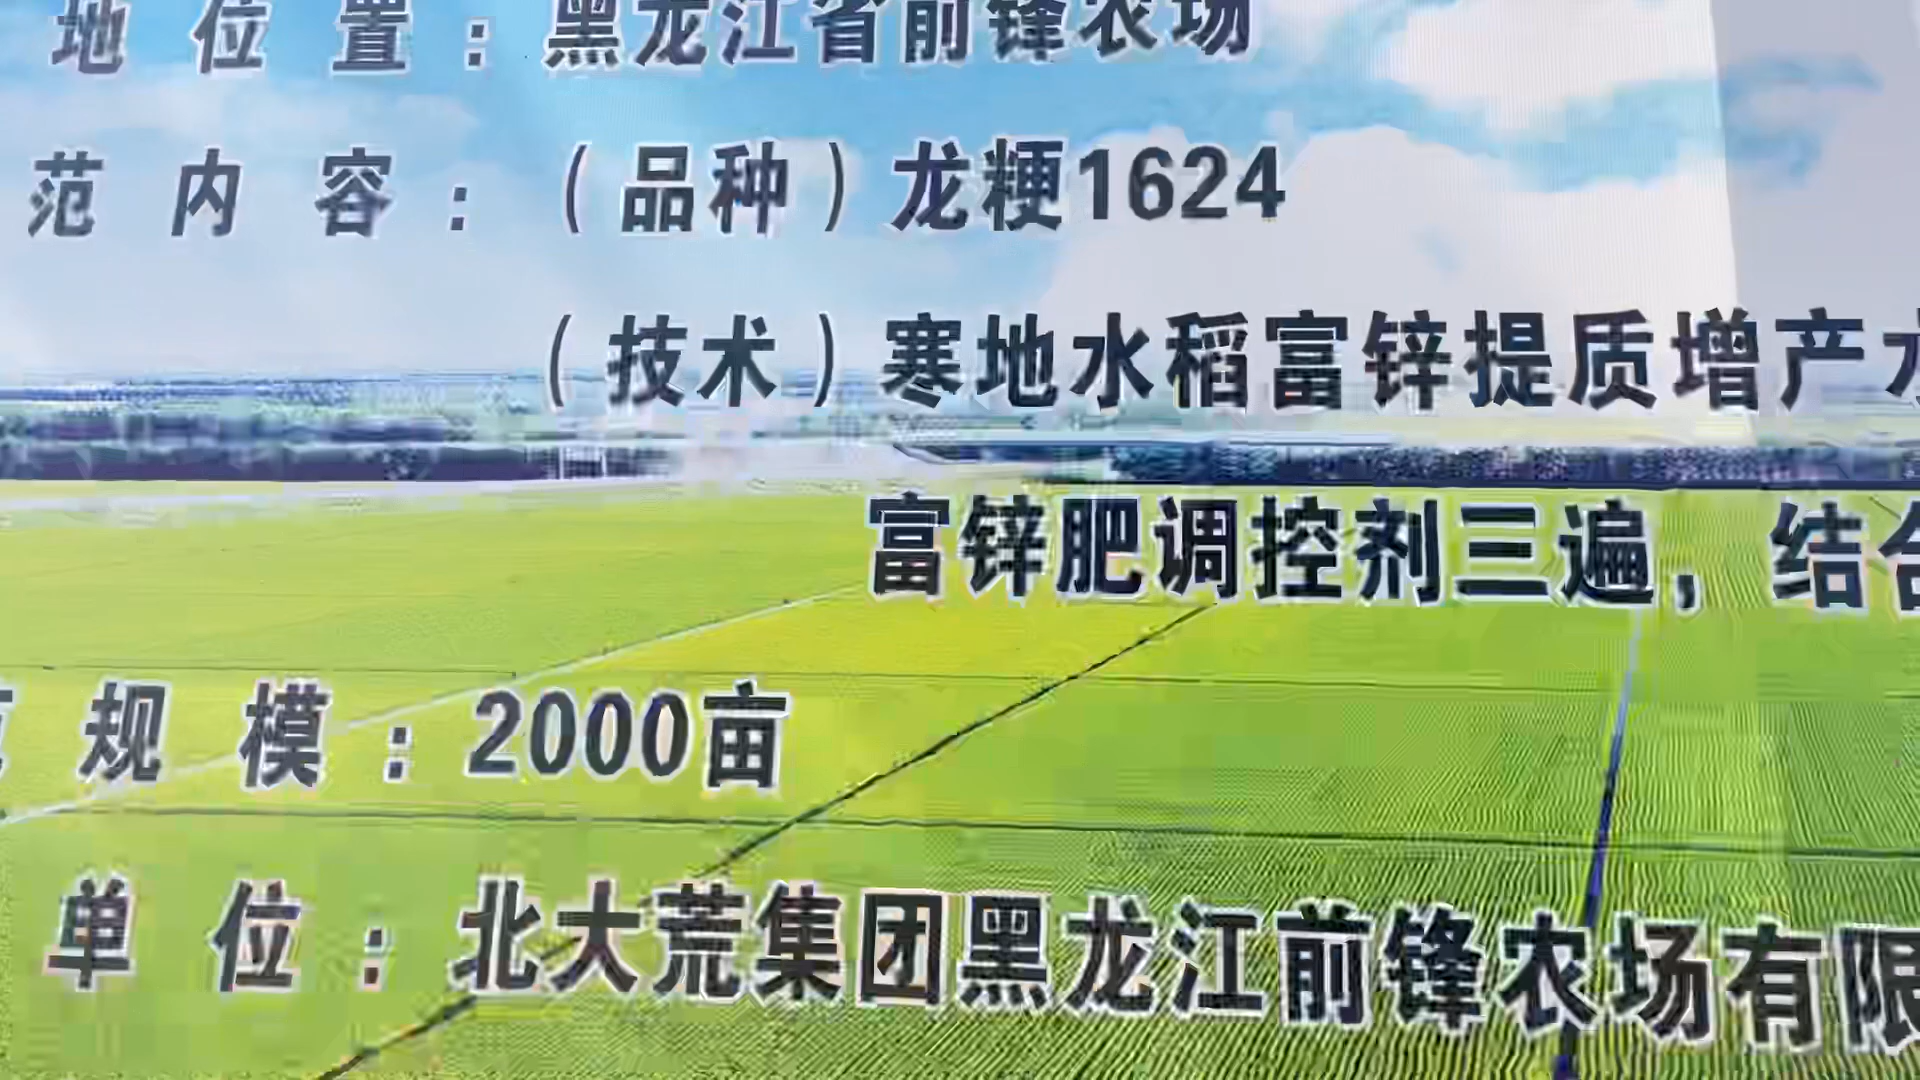 地位置：黑龙江省前锋农场
范内容：（品种）龙粳1624
（技术）寒地水稻富锌提质增产
富锌肥调控剂三遍，结合
规模：2000亩
单位：北大荒集团黑龙江前锋农场有限